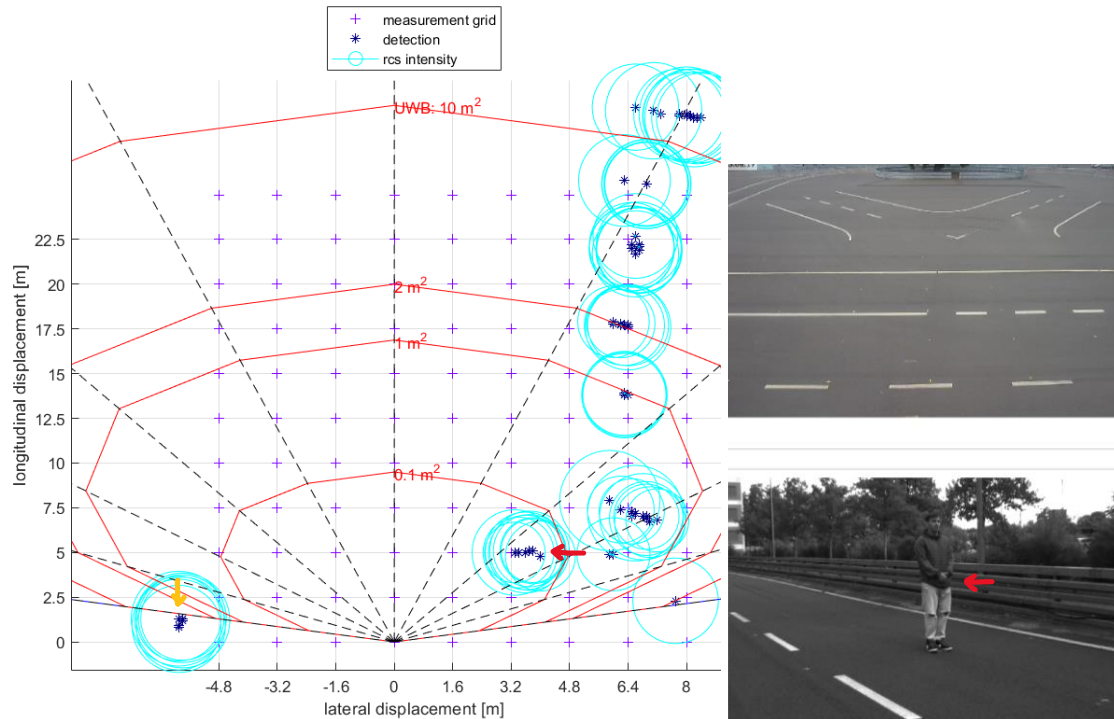 measurement grid
detection
rcs intensity
UWB: 10 m²
2 m²
1 m²
0.1 m²
22.5
20
17.5
15
12.5
10
7.5
5
2.5
0
longitudinal displacement [m]
-4.8
-3.2
-1.6
0
1.6
3.2
4.8
6.4
8
lateral displacement [m]